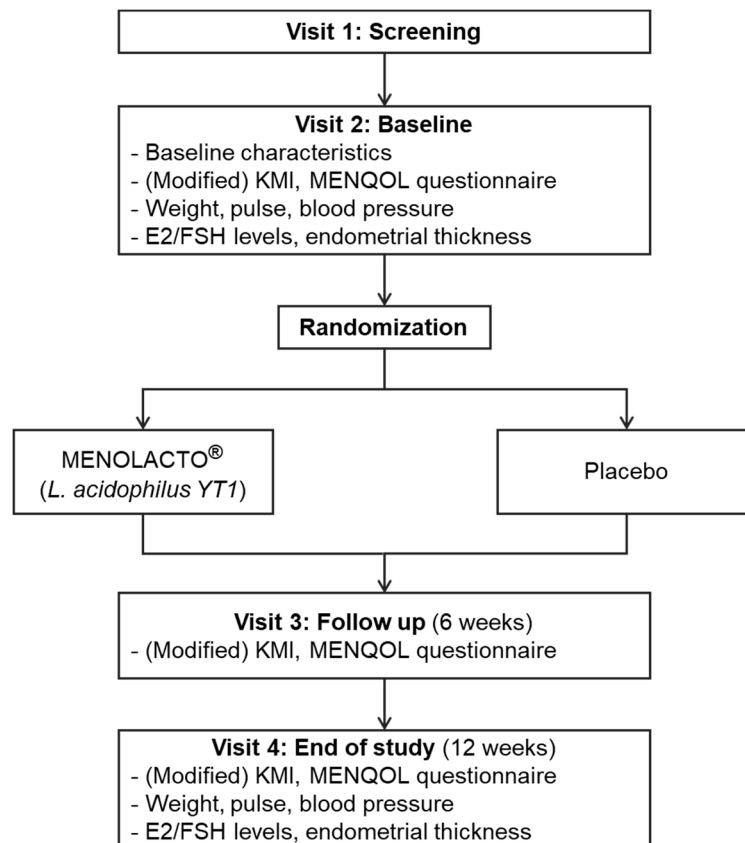 Visit 1: Screening
Visit 2: Baseline
- Baseline characteristics
- (Modified) KMI, MENQOL questionnaire
- Weight, pulse, blood pressure
- E2/FSH levels, endometrial thickness
Randomization
MENOLACTO®
(L. acidophilus YT1)
Placebo
Visit 3: Follow up (6 weeks)
- (Modified) KMI, MENQOL questionnaire
Visit 4: End of study (12 weeks)
- (Modified) KMI, MENQOL questionnaire
- Weight, pulse, blood pressure
- E2/FSH levels, endometrial thickness